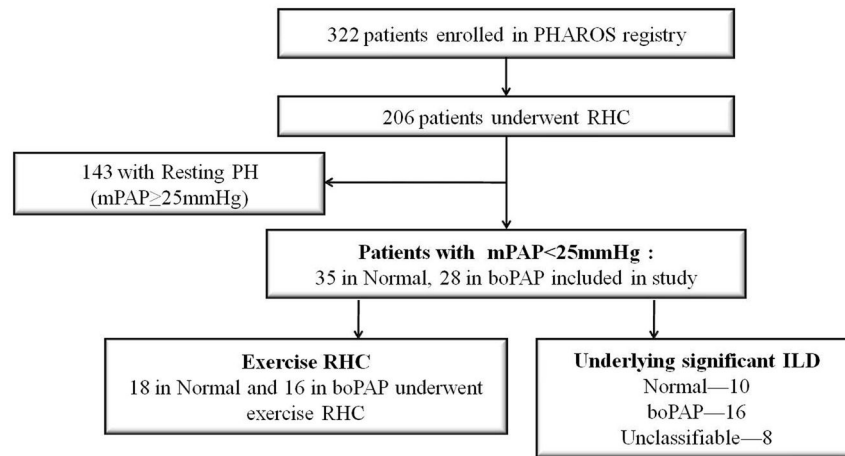 322 patients enrolled in PHAROS registry
206 patients underwent RHC
143 with Resting PH
(mPAP≥25mmHg)
Patients with mPAP<25mmHg :
35 in Normal, 28 in boPAP included in study
Exercise RHC
18 in Normal and 16 in boPAP underwent
exercise RHC
Underlying significant ILD
Normal—10
boPAP—16
Unclassifiable—8